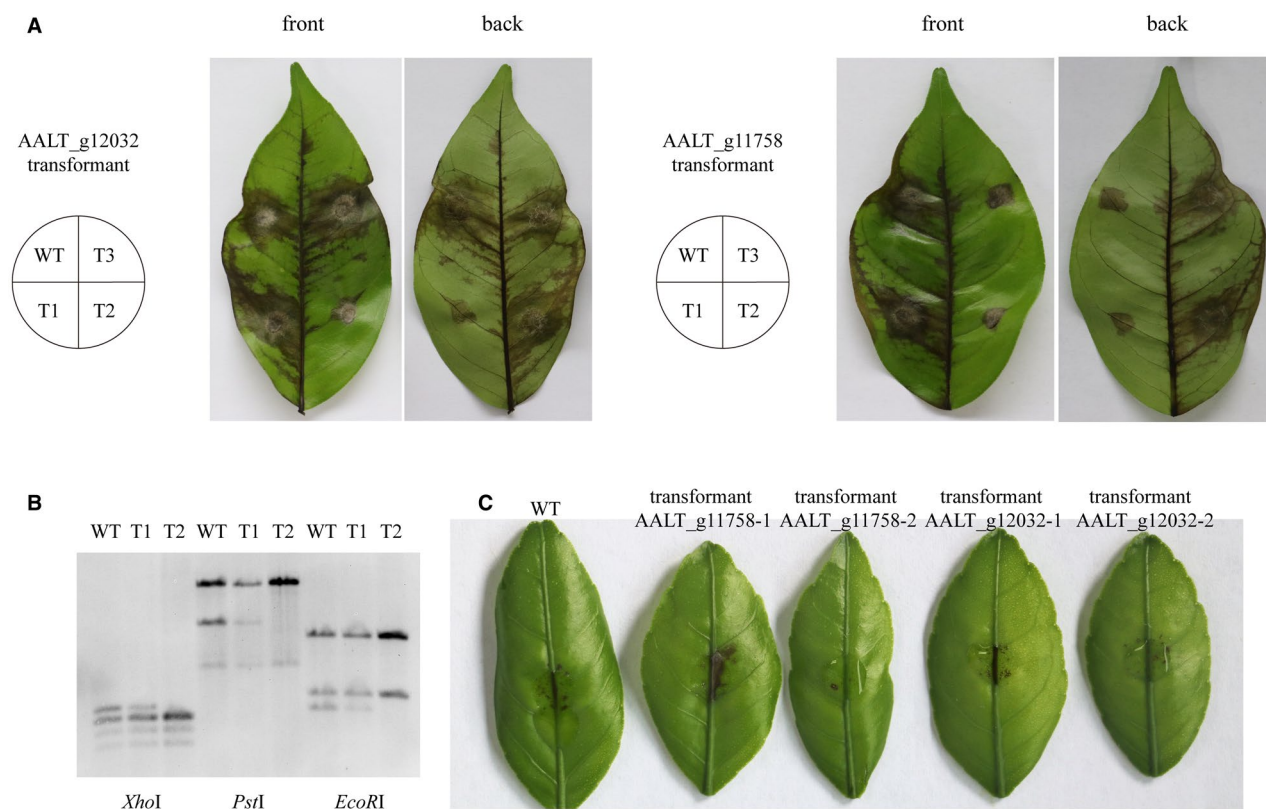 A
front
back
AALT_g12032
transformant
WT
T3
T1
T2
front
back
AALT_g11758
transformant
WT
T3
T1
T2
B
WT T1 T2 WT T1 T2 WT T1 T2
XhoI
PstI
EcoRI
C
WT
transformant
AALT_g11758-1
transformant
AALT_g11758-2
transformant
AALT_g12032-1
transformant
AALT_g12032-2